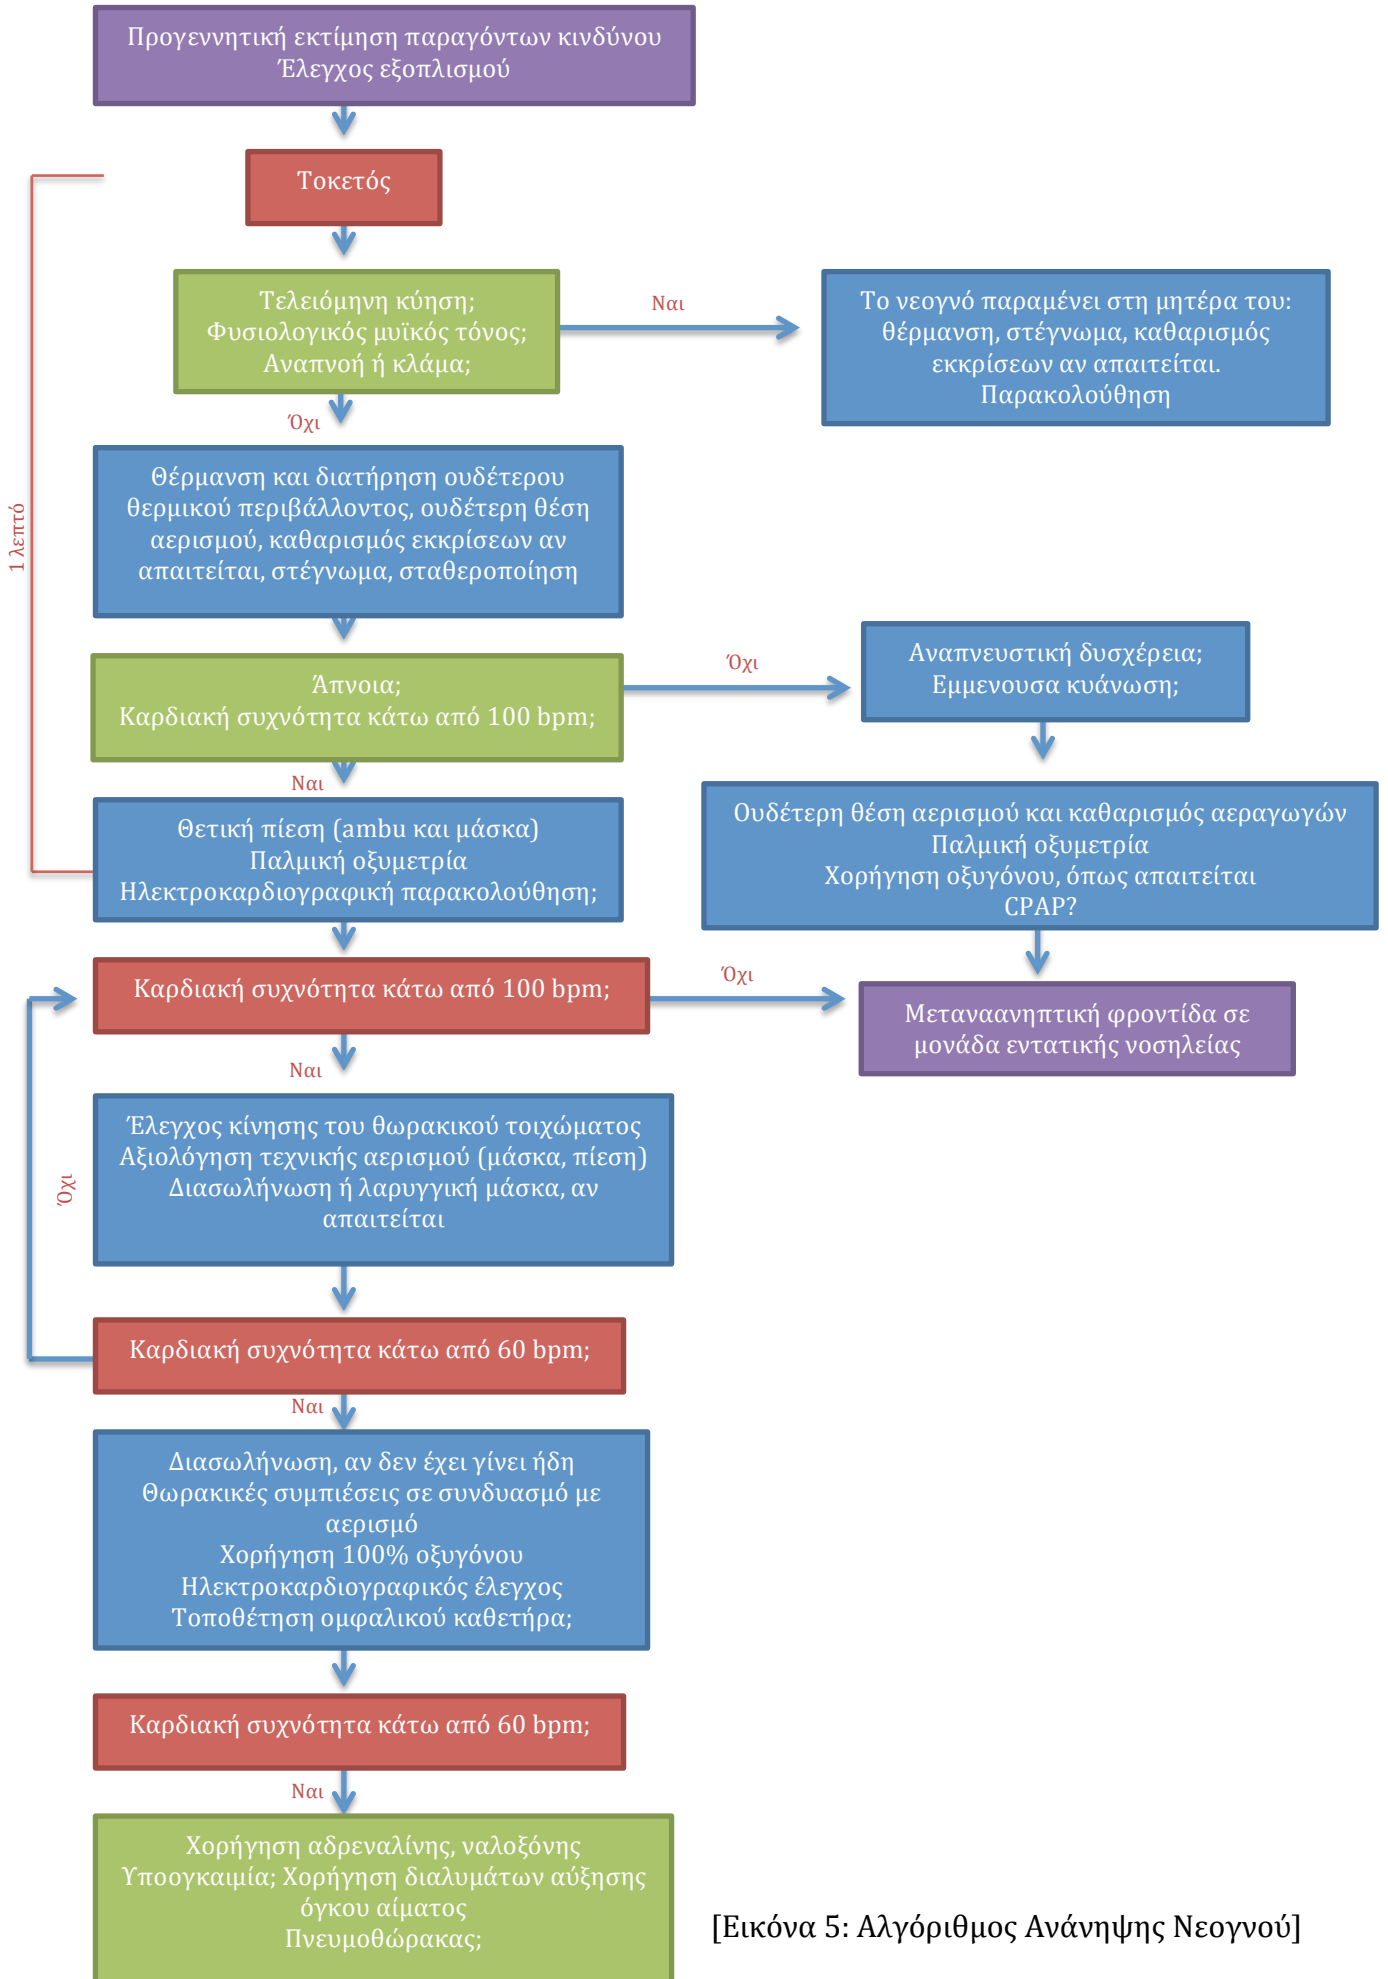 Προγεννητική εκτίμηση παραγόντων κινδύνου
Έλεγχος εξοπλισμού
Τοκετός
Τελειόμηνη κύηση;
Φυσιολογικός μυϊκός τόνος;
Αναπνοή ή κλάμα;
Ναι
Το νεογνό παραμένει στη μητέρα του:
θέρμανση, στέγνωμα, καθαρισμός
εκκρίσεων αν απαιτείται.
Παρακολούθηση
Όχι
1 λεπτό
Θέρμανση και διατήρηση ουδέτερου
θερμικού περιβάλλοντος, ουδέτερη θέση
αερισμού, καθαρισμός εκκρίσεων αν
απαιτείται, στέγνωμα, σταθεροποίηση
Άπνοια;
Καρδιακή συχνότητα κάτω από 100 bpm;
Όχι
Αναπνευστική δυσχέρεια;
Εμμενουσα κυάνωση;
Ναι
Θετική πίεση (ambu και μάσκα)
Παλμική οξυμετρία
Ηλεκτροκαρδιογραφική παρακολούθηση;
Ουδέτερη θέση αερισμού και καθαρισμός αεραγωγών
Παλμική οξυμετρία
Χορήγηση οξυγόνου, όπως απαιτείται
CPAP?
Καρδιακή συχνότητα κάτω από 100 bpm;
Όχι
Μεταναανηπτική φροντίδα σε
μονάδα εντατικής νοσηλείας
Ναι
Έλεγχος κίνησης του θωρακικού τοιχώματος
Αξιολόγηση τεχνικής αερισμού (μάσκα, πίεση)
Διασωλήνωση ή λαρυγγική μάσκα, αν
απαιτείται
Όχι
Καρδιακή συχνότητα κάτω από 60 bpm;
Ναι
Διασωλήνωση, αν δεν έχει γίνει ήδη
Θωρακικές συμπιέσεις σε συνδυασμό με
αερισμό
Χορήγηση 100% οξυγόνου
Ηλεκτροκαρδιογραφικός έλεγχος
Τοποθέτηση ομφαλικού καθετήρα;
Καρδιακή συχνότητα κάτω από 60 bpm;
Ναι
Χορήγηση αδρεναλίνης, ναλοξόνης
Υποογκαιμία; Χορήγηση διαλυμάτων αύξησης
όγκου αίματος
Πνευμοθώρακας;
[Εικόνα 5: Αλγόριθμος Ανάνηψης Νεογνού]